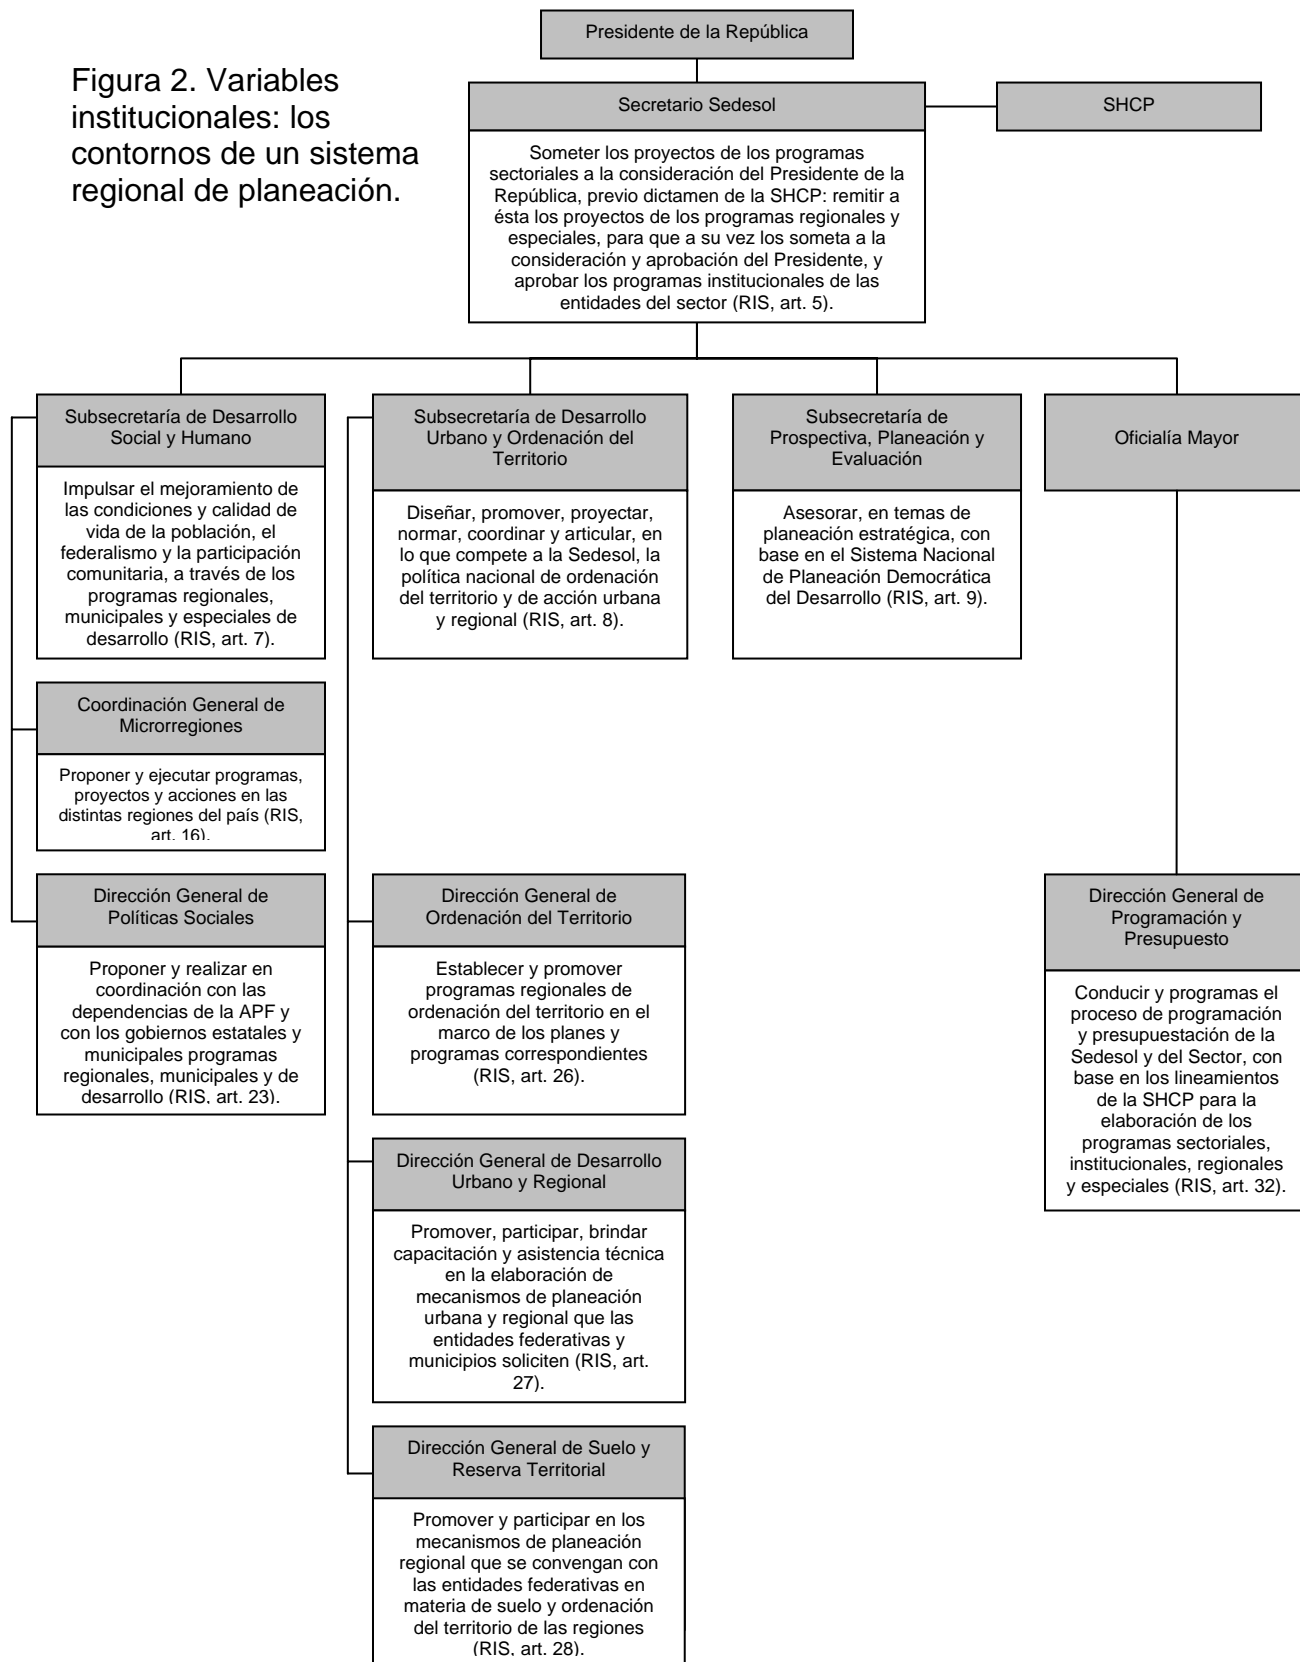 Presidente de la República
Figura 2. Variables
institucionales: los
contornos de un sistema
regional de planeación.
Secretario Sedesol
SHCP
Someter los proyectos de los programas
sectoriales a la consideración del Presidente de la
República, previo dictamen de la SHCP: remitir a
ésta los proyectos de los programas regionales y
especiales, para que a su vez los someta a la
consideración y aprobación del Presidente, y
aprobar los programas institucionales de las
entidades del sector (RIS, art. 5).
Subsecretaría de Desarrollo
Social y Humano
Impulsar el mejoramiento de
las condiciones y calidad de
vida de la población, el
federalismo y la participación
comunitaria, a través de los
programas regionales,
municipales y especiales de
desarrollo (RIS, art. 7).
Subsecretaría de Desarrollo
Urbano y Ordenación del
Territorio
Diseñar, promover, proyectar,
normar, coordinar y articular, en
lo que compete a la Sedesol, la
política nacional de ordenación
del territorio y de acción urbana
y regional (RIS, art. 8).
Subsecretaría de
Prospectiva, Planeación y
Evaluación
Asesorar, en temas de
planeación estratégica, con
base en el Sistema Nacional
de Planeación Democrática
del Desarrollo (RIS, art. 9).
Oficialía Mayor
Coordinación General de
Microrregiones
Proponer y ejecutar programas,
proyectos y acciones en las
distintas regiones del país (RIS,
art. 16).
Dirección General de
Políticas Sociales
Proponer y realizar en
coordinación con las
dependencias de la APF y
con los gobiernos estatales y
municipales programas
regionales, municipales y de
desarrollo (RIS, art. 23).
Dirección General de
Ordenación del Territorio
Establecer y promover
programas regionales de
ordenación del territorio en el
marco de los planes y
programas correspondientes
(RIS, art. 26).
Dirección General de
Programación y
Presupuesto
Conducir y programas el
proceso de programación
y presupuestación de la
Sedesol y del Sector, con
base en los lineamientos
de la SHCP para la
elaboración de los
programas sectoriales,
institucionales, regionales
y especiales (RIS, art. 32).
Dirección General de Desarrollo
Urbano y Regional
Promover, participar, brindar
capacitación y asistencia técnica
en la elaboración de
mecanismos de planeación
urbana y regional que las
entidades federativas y
municipios soliciten (RIS, art.
27).
Dirección General de Suelo y
Reserva Territorial
Promover y participar en los
mecanismos de planeación
regional que se convengan con
las entidades federativas en
materia de suelo y ordenación
del territorio de las regiones
(RIS, art. 28).